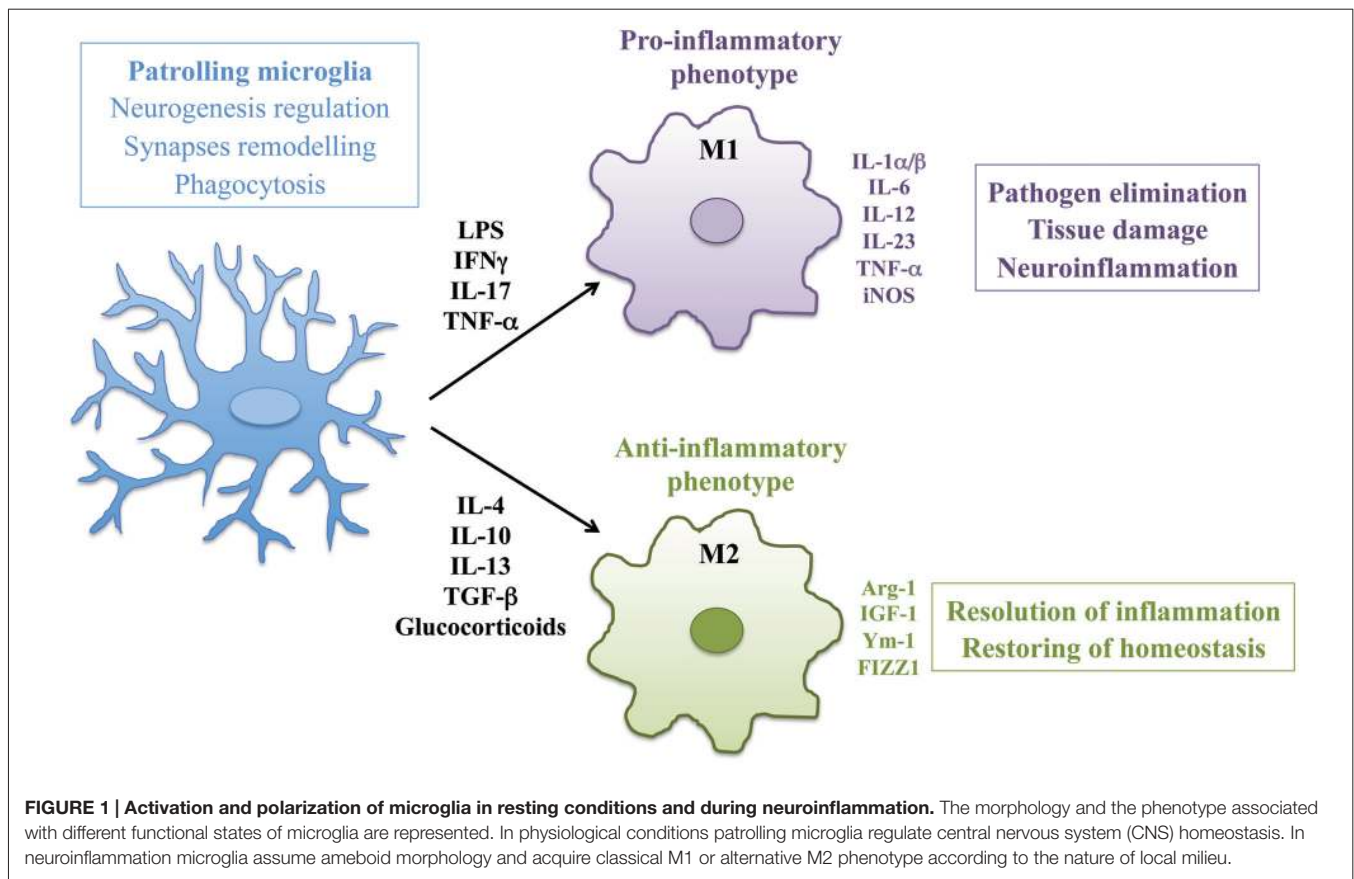 Patrolling microglia
Neurogenesis regulation
Synapses remodelling
Phagocytosis
LPS
IFNγ
IL-17
TNF-α
Pro-inflammatory
phenotype
M1
IL-1α/β
IL-6
IL-12
IL-23
TNF-α
iNOS
Pathogen elimination
Tissue damage
Neuroinflammation
IL-4
IL-10
IL-13
TGF-β
Glucocorticoids
Anti-inflammatory
phenotype
M2
Arg-1
IGF-1
Ym-1
FIZZ1
Resolution of inflammation
Restoring of homeostasis
FIGURE 1 | Activation and polarization of microglia in resting conditions and during neuroinflammation. The morphology and the phenotype associated
with different functional states of microglia are represented. In physiological conditions patrolling microglia regulate central nervous system (CNS) homeostasis. In
neuroinflammation microglia assume ameboid morphology and acquire classical M1 or alternative M2 phenotype according to the nature of local milieu.